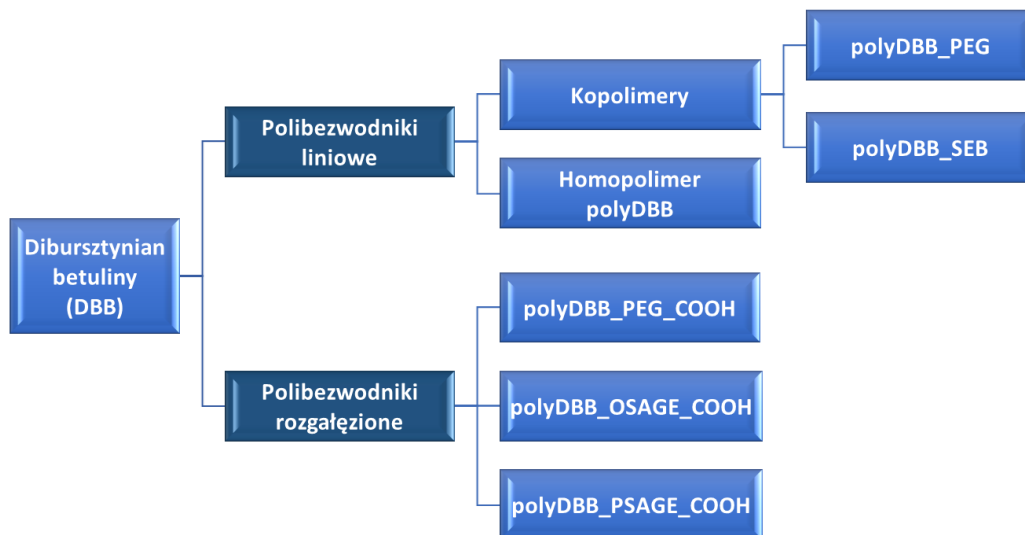 Dibursztynian
betuliny
(DBB)
Polibezwodniki
liniowe
Kopolimery
polyDBB_PEG
polyDBB_SEB
Homopolimer
polyDBB
Polibezwodniki
rozgałęzione
polyDBB_PEG_COOH
polyDBB_OSAGE_COOH
polyDBB_PSAGE_COOH